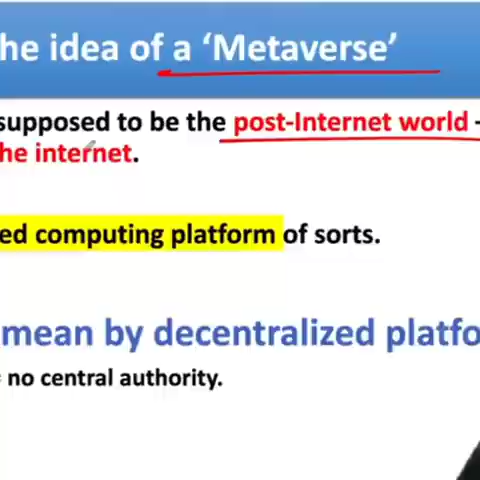 he idea of a ‘Metaverse’
supposed to be the post-Internet world -
he internet.
ed computing platform of sorts.
mean by decentralized platfo
= no central authority.